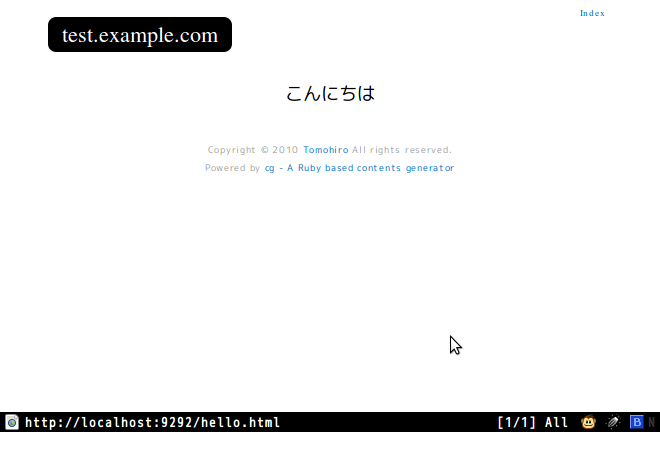 Index
test.example.com
こんにちは
Copyright © 2010 Tomohiro All rights reserved.
Powered by cg - A Ruby based contents generator
http://localhost:9292/hello.html [1/1] All B N